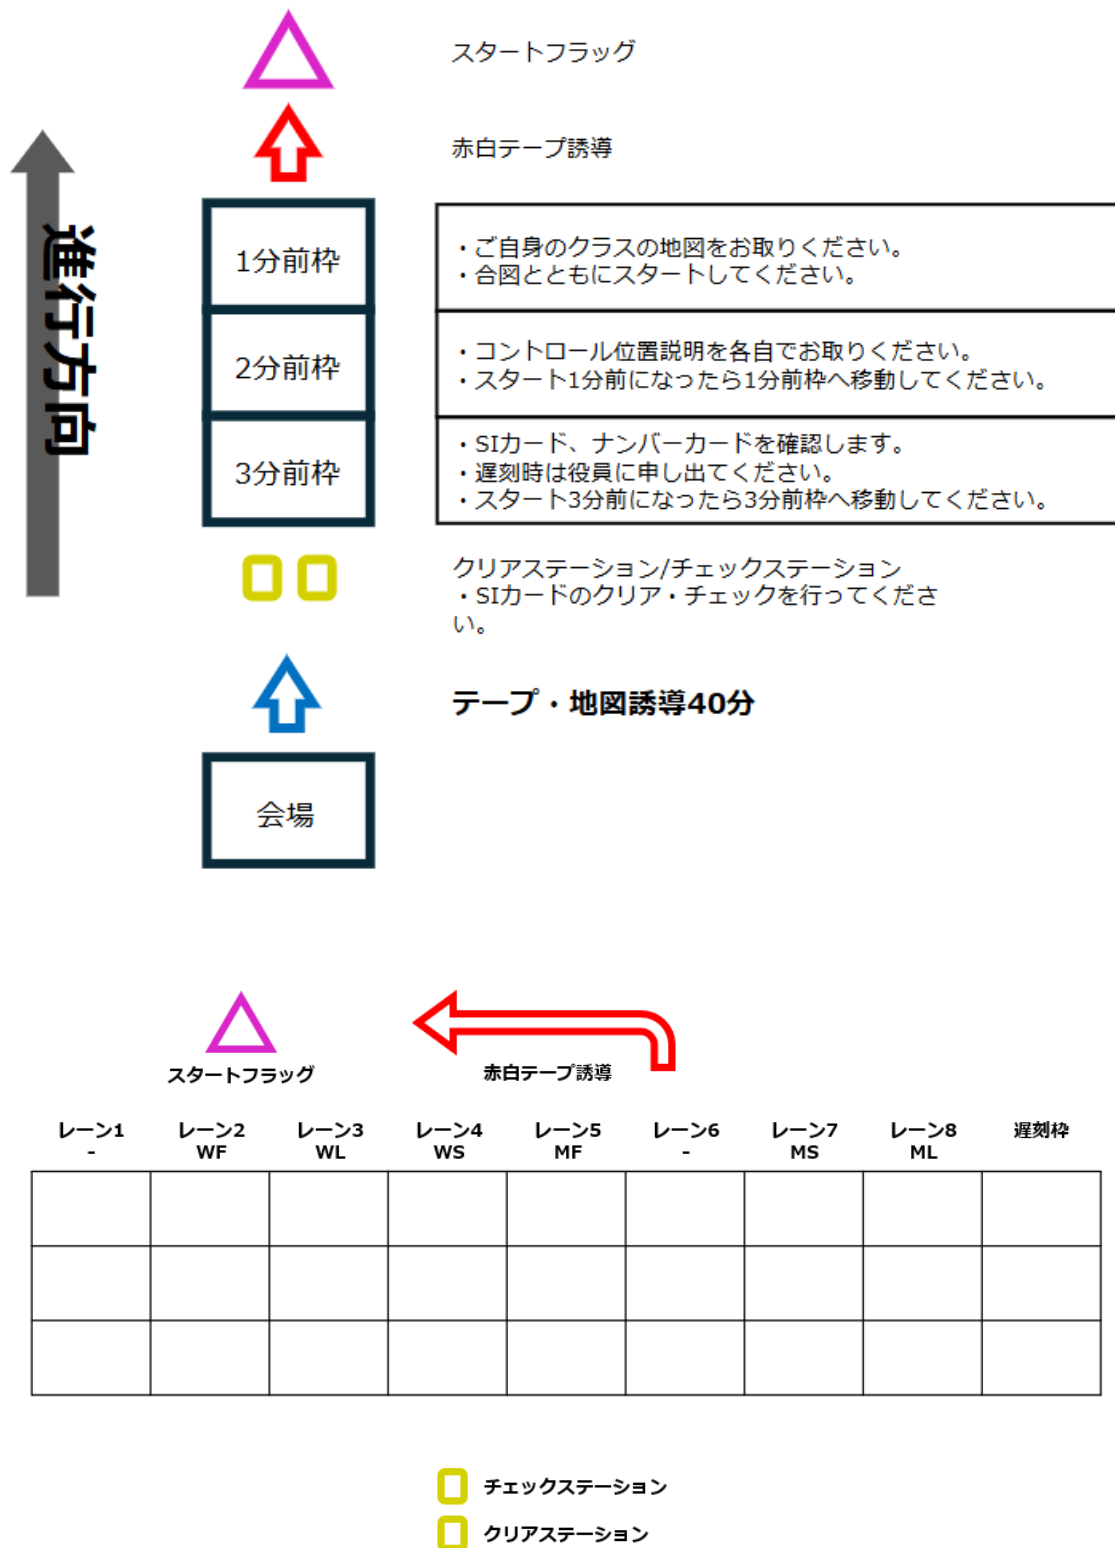 スタートフラッグ
赤白テープ誘導
進行方向
1分前枠
・ご自身のクラスの地図をお取りください。
・合図とともにスタートしてください。
2分前枠
・コントロール位置説明を各自でお取りください。
・スタート1分前になったら1分前枠へ移動してください。
3分前枠
・SIカード、ナンバーカードを確認します。
・遅刻時は役員に申し出てください。
・スタート3分前になったら3分前枠へ移動してください。
クリアステーション/チェックステーション
・SIカードのクリア・チェックを行ってくださ
い。
テープ・地図誘導40分
会場
スタートフラッグ
赤白テープ誘導
レーン1 レーン2 レーン3 レーン4 レーン5 レーン6 レーン7 レーン8 遅刻枠
- WF WL WS MF - MS ML
チェックステーション
クリアステーション